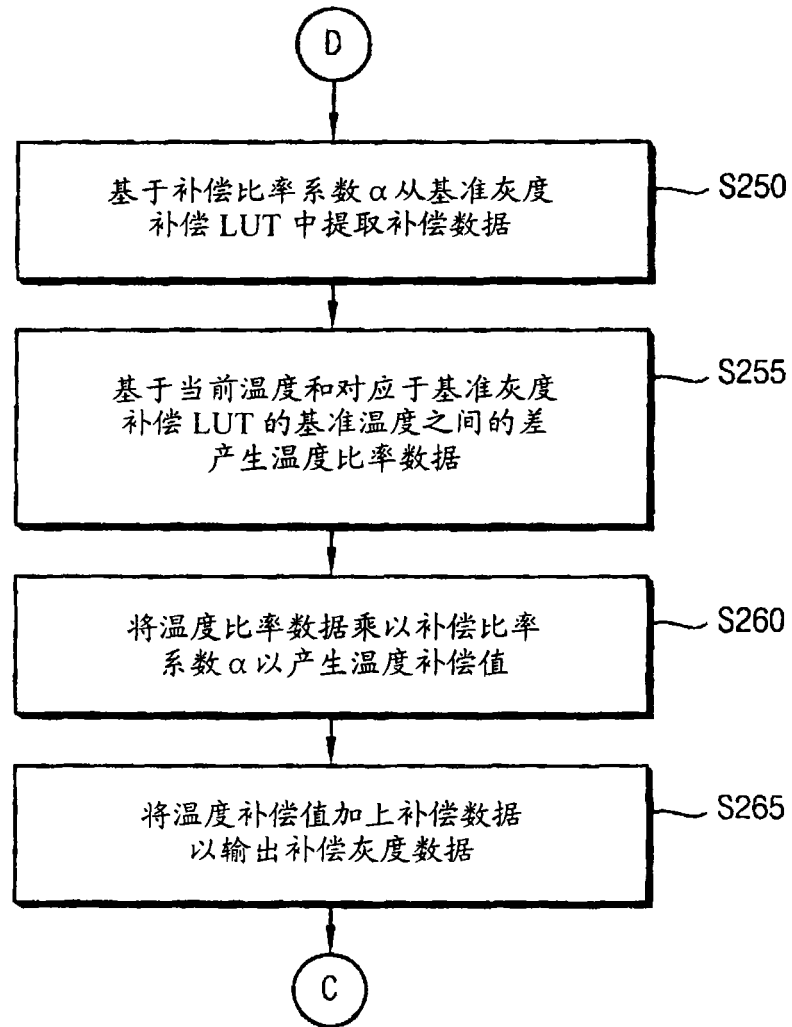 D
基于补偿比率系数α从基准灰度
补偿 LUT 中提取补偿数据
S250
基于当前温度和对应于基准灰度
补偿 LUT 的基准温度之间的差
产生温度比率数据
S255
将温度比率数据乘以补偿比率
系数α以产生温度补偿值
S260
将温度补偿值加上补偿数据
以输出补偿灰度数据
S265
C